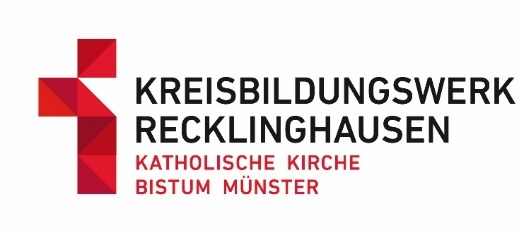 KREISBILDUNGSWERK
RECKLINGHAUSEN
KATHOLISCHE KIRCHE
BISTUM MÜNSTER